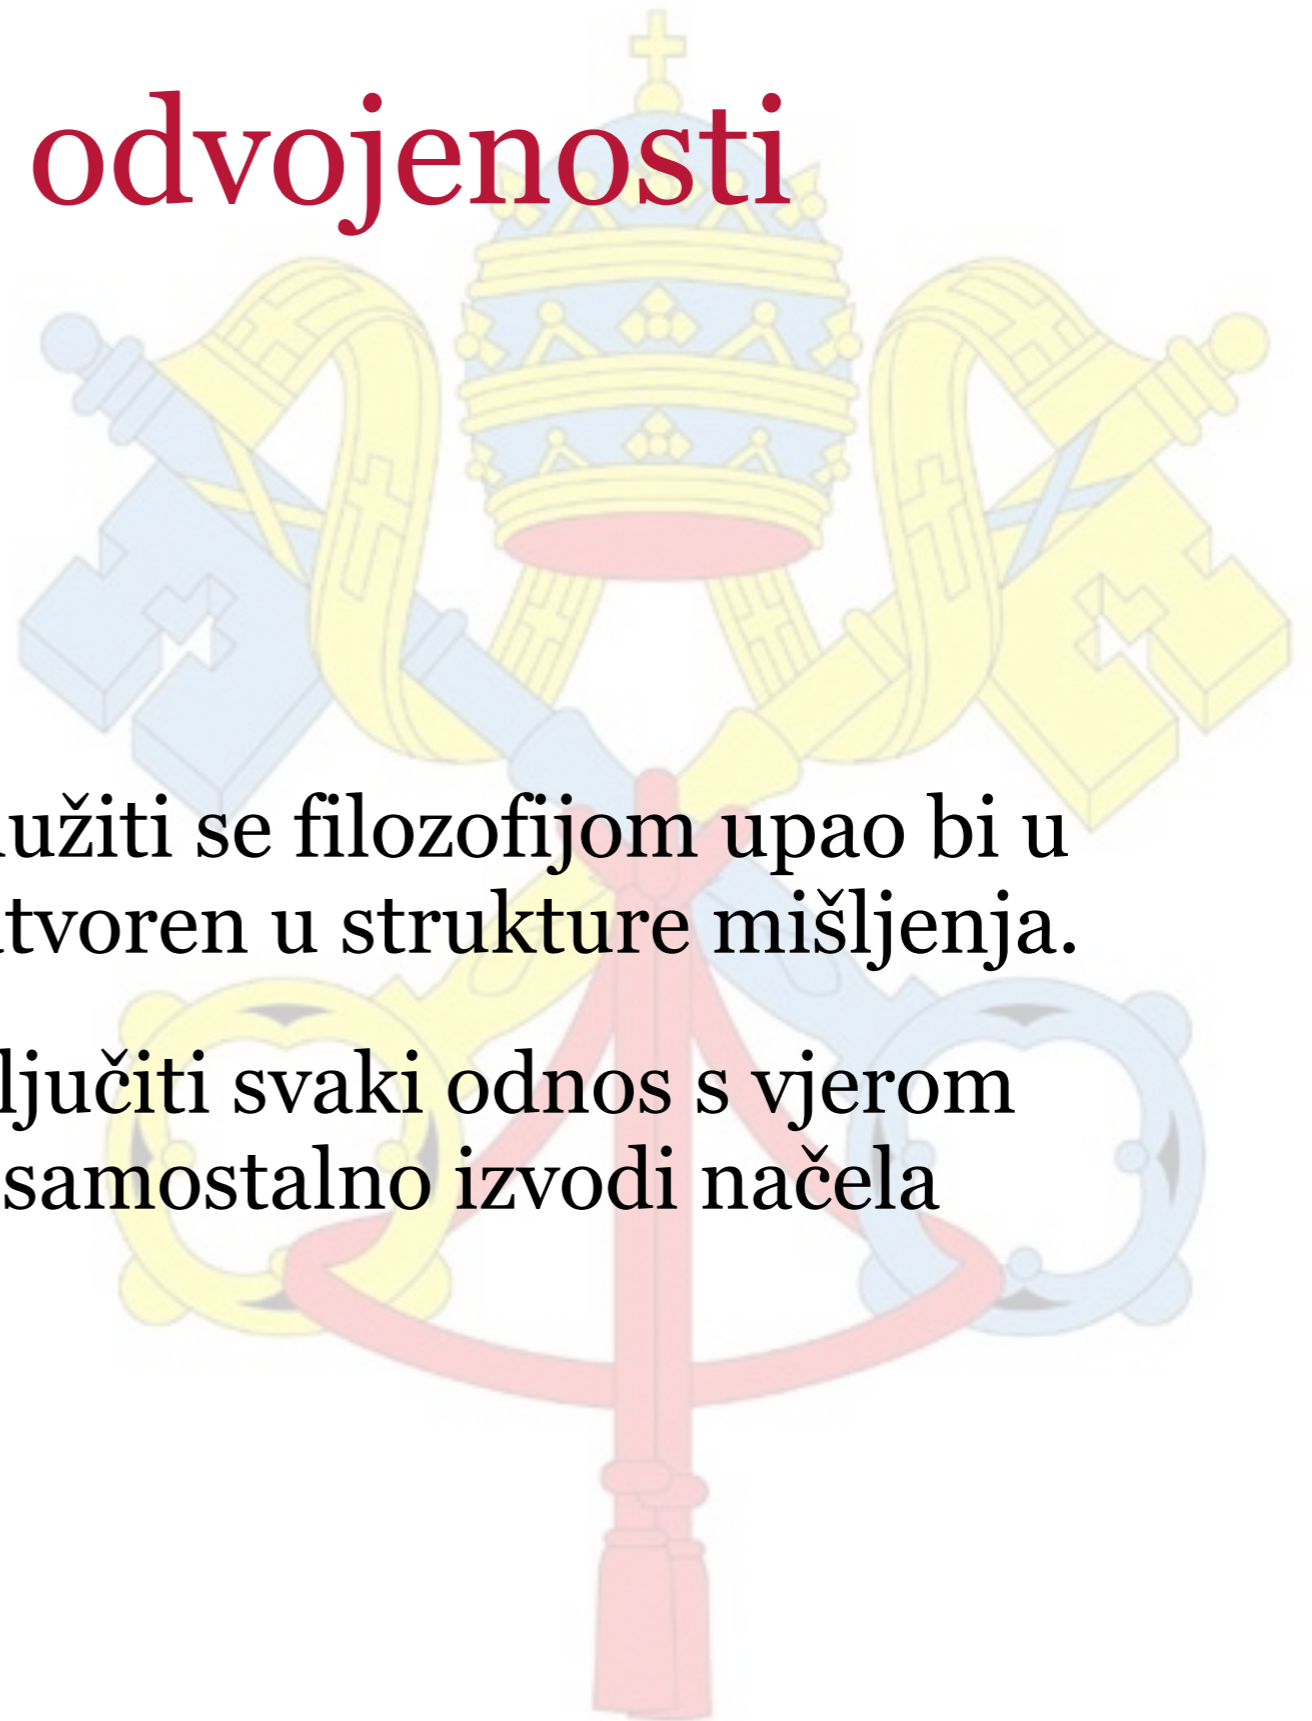 odvojenosti
užiti se filozofijom upao bi u
tvoren u strukture mišljenja.
ljučiti svaki odnos s vjerom
samostalno izvodi načela